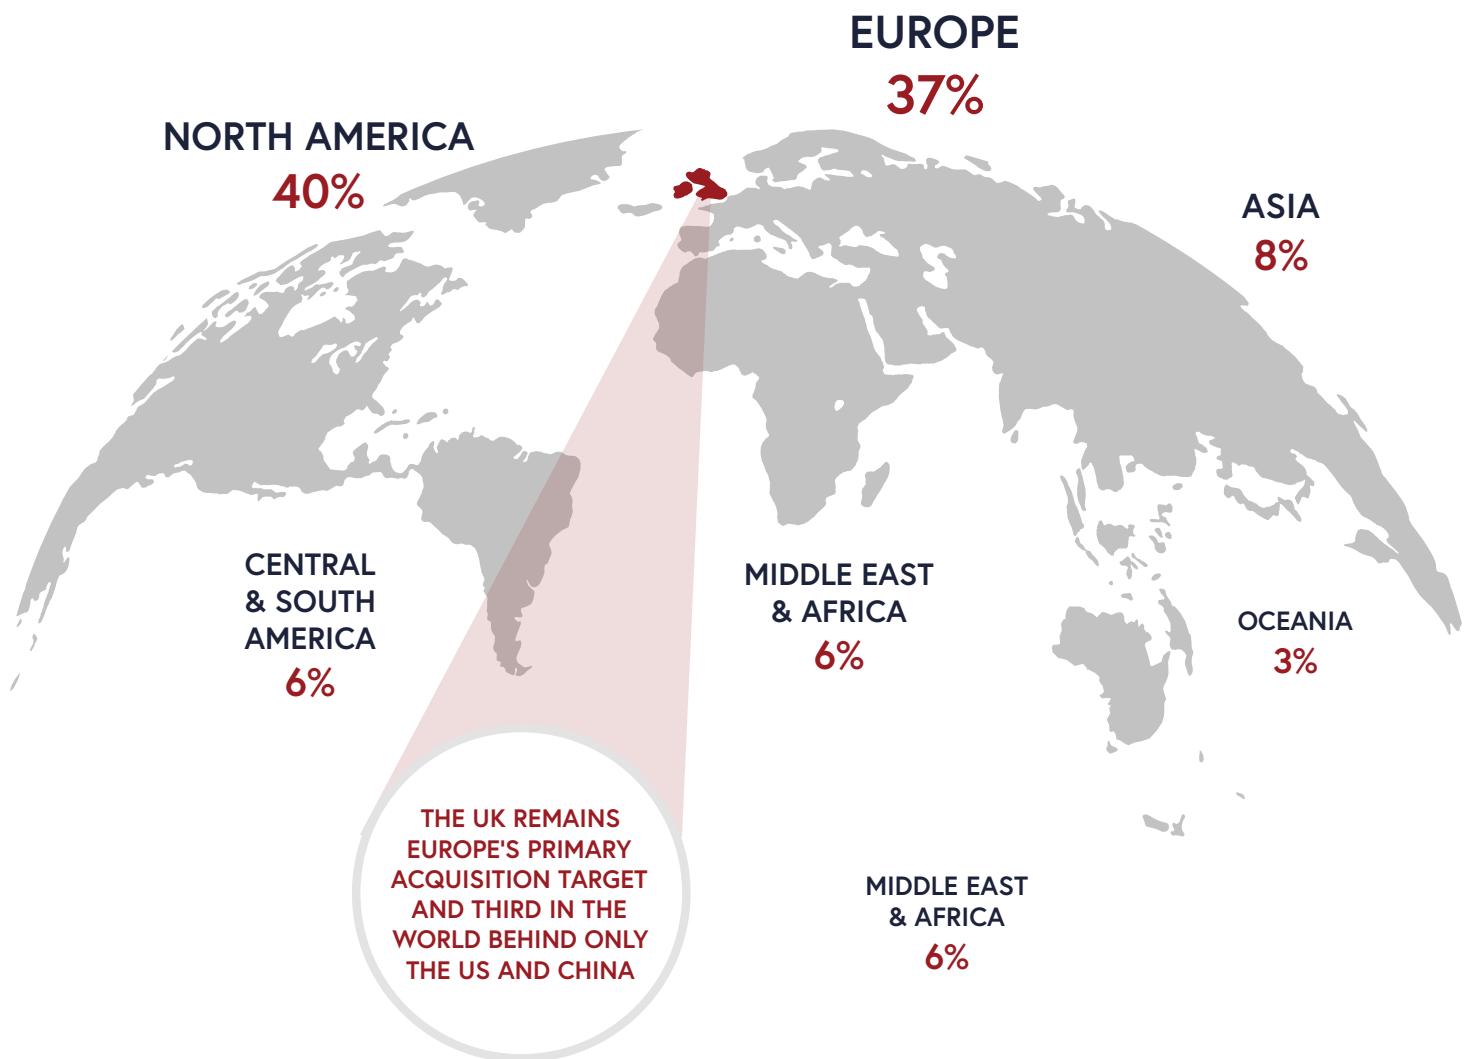 EUROPE
37%
NORTH AMERICA
40%
ASIA
8%
CENTRAL
& SOUTH
AMERICA
6%
MIDDLE EAST
& AFRICA
6%
OCEANIA
3%
THE UK REMAINS
EUROPE'S PRIMARY
ACQUISITION TARGET
AND THIRD IN THE
WORLD BEHIND ONLY
THE US AND CHINA
MIDDLE EAST
& AFRICA
6%